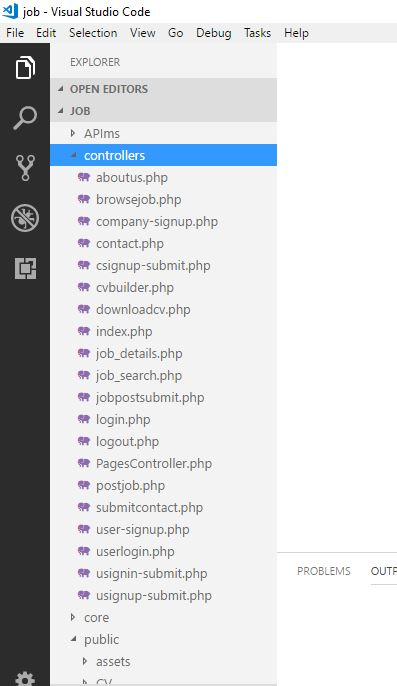 job - Visual Studio Code
File Edit Selection View Go Debug Tasks Help
EXPLORER
OPEN EDITORS
JOB
APIms
controllers
aboutus.php
browsejob.php
company-signup.php
contact.php
csignup-submit.php
cvbuilder.php
downloadcv.php
index.php
job_details.php
job_search.php
jobpostsubmit.php
login.php
logout.php
PagesController.php
postjob.php
submitcontact.php
user-signup.php
userlogin.php
usignin-submit.php
usignup-submit.php
core
public
assets
CV
PROBLEMS OUTP